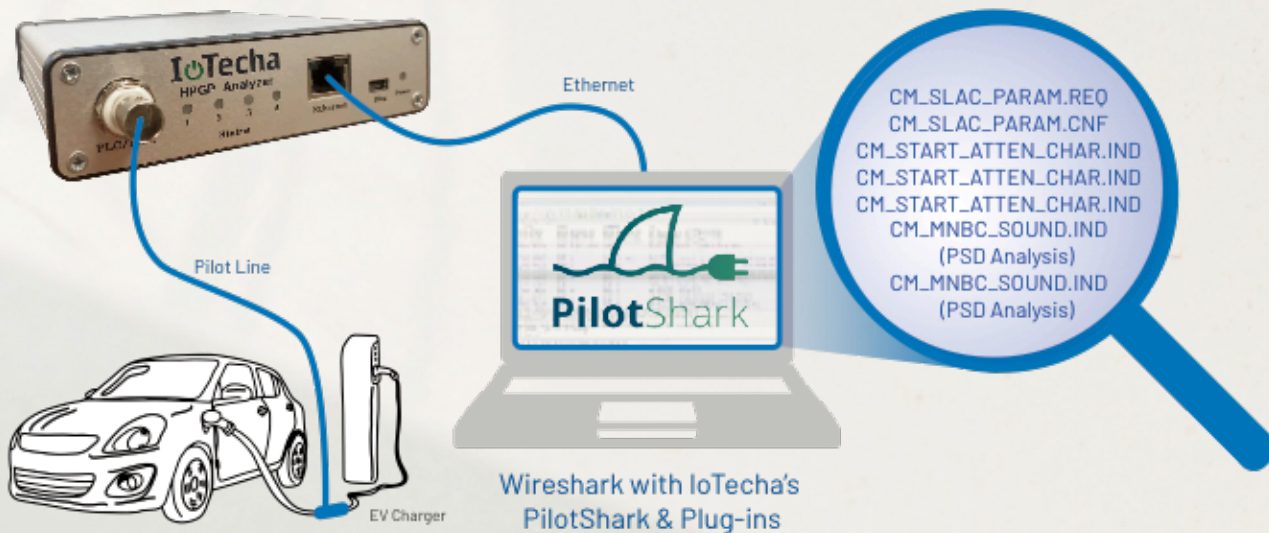 IoTecha
HPGP Analyzer
1 2 3 4
Ethernet
Ethernet
Pilot Line
EV Charger
PilotShark
Wireshark with IoTecha's
PilotShark & Plug-ins
CM_SLAC_PARAM.REQ
CM_SLAC_PARAM.CNF
CM_START_ATTEN_CHAR.IND
CM_START_ATTEN_CHAR.IND
CM_START_ATTEN_CHAR.IND
CM_MNBC_SOUND.IND
(PSD Analysis)
CM_MNBC_SOUND.IND
(PSD Analysis)